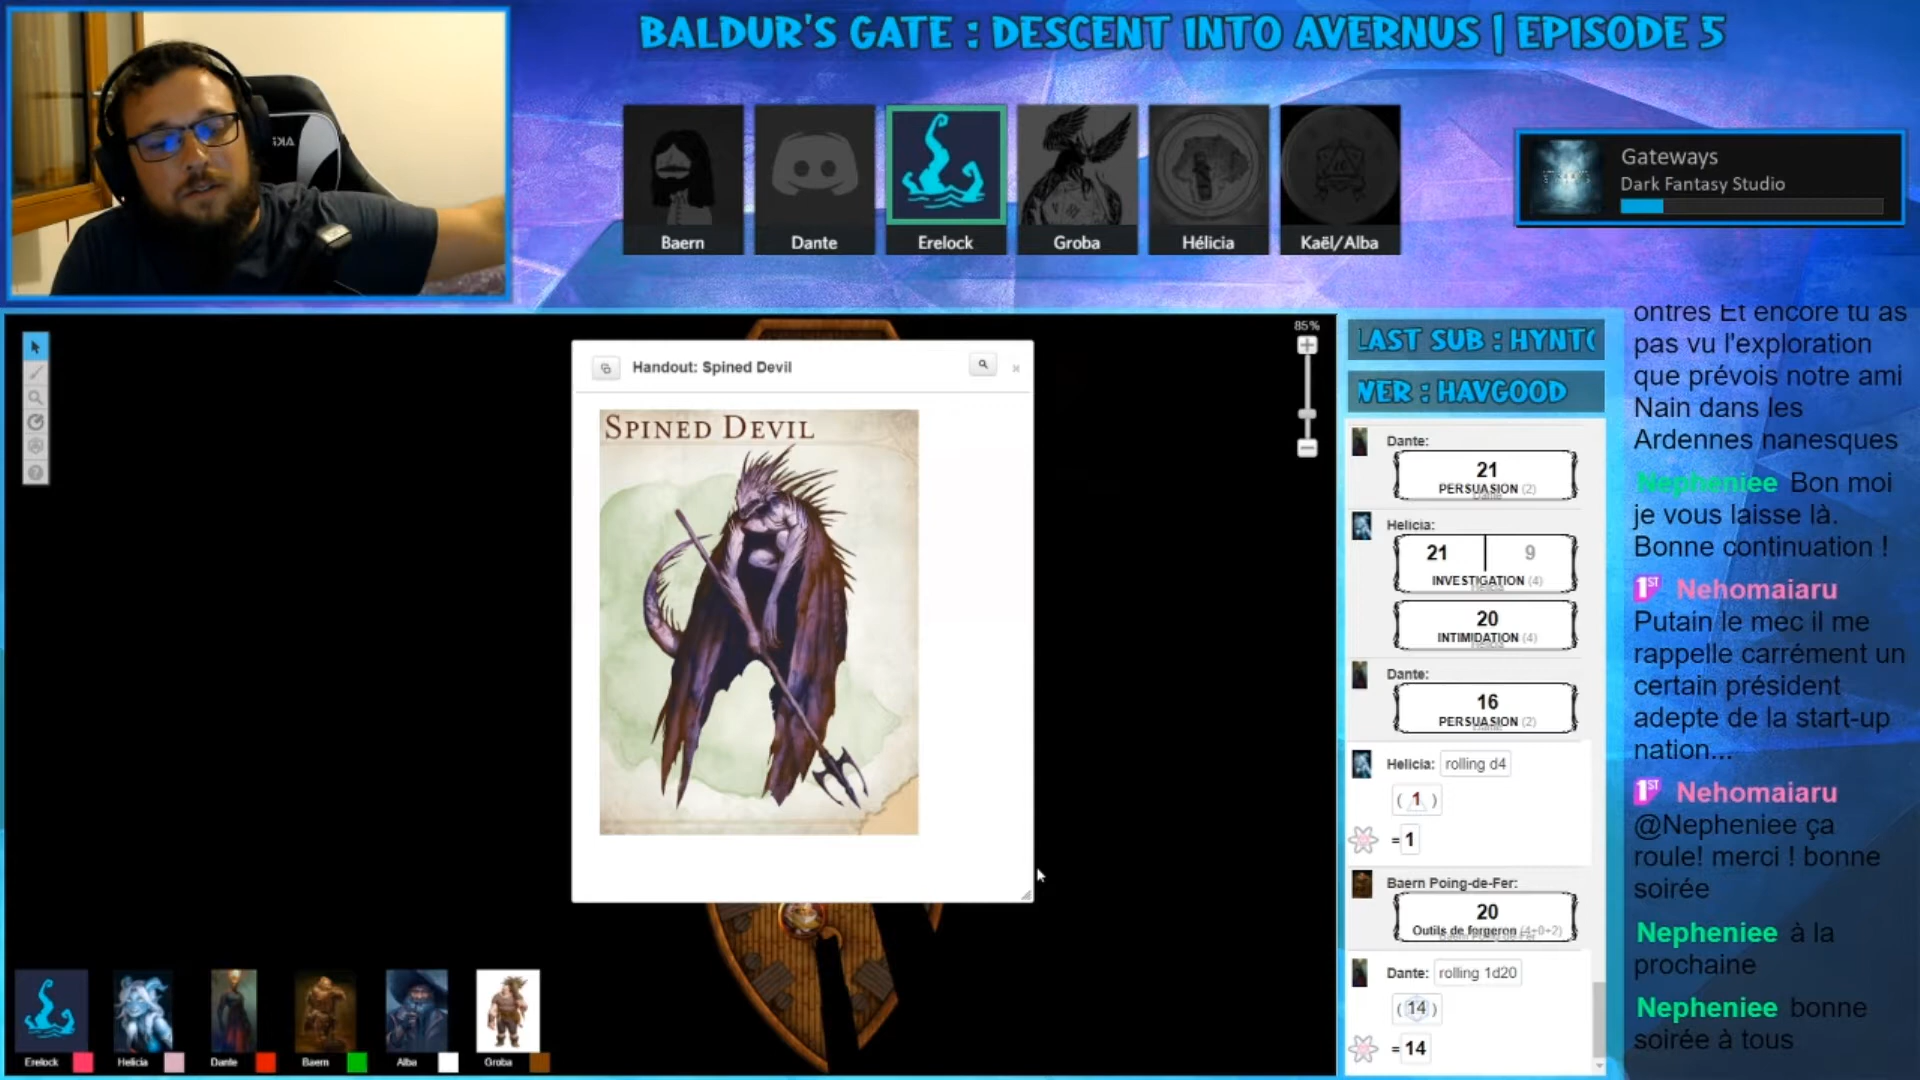 BALDUR'S GATE : DESCENT INTO AVERNUS | EPISODE 5
Baern
Dante
Erelock
Groba
Hélicia
Kaël/Alba
Gateways
Dark Fantasy Studio
85%
Handout: Spined Devil
SPINED DEVIL
LAST SUB : HYNT
WER : HAVGOOD
Dante:
21
PERSUASION (2)
Helicia:
21 9
INVESTIGATION (4)
20
INTIMIDATION (4)
Dante:
16
PERSUASION (2)
Helicia: rolling d4
( 1 )
=1
Baern Poing-de-Fer:
20
Outils de forgeron (4+0+2)
Dante: rolling 1d20
(14)
=14
ontres Et encore tu as
pas vu l'exploration
que prévois notre ami
Nain dans les
Ardennes nanesques
Nepheniee Bon moi
je vous laisse là.
Bonne continuation !
1ST Nehomaiaru
Putain le mec il me
rappelle carrément un
certain président
adepte de la start-up
nation...
1ST Nehomaiaru
@Nepheniee ça
roule! merci ! bonne
soirée
Nepheniee à la
prochaine
Nepheniee bonne
soirée à tous
Erelock
Helicia
Dante
Baern
Alba
Groba